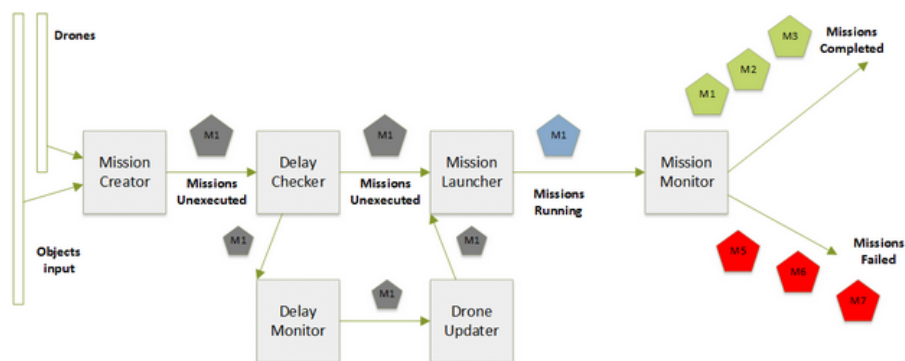 Drones
M3
Missions
Completed
M2
M1
M1
M1
M1
Mission
Creator
Missions
Unexecuted
Delay
Checker
Missions
Unexecuted
Mission
Launcher
Missions
Running
Mission
Monitor
Objects
input
M1
M1
M5
Missions
Failed
M6
M7
Delay
Monitor
M1
Drone
Updater